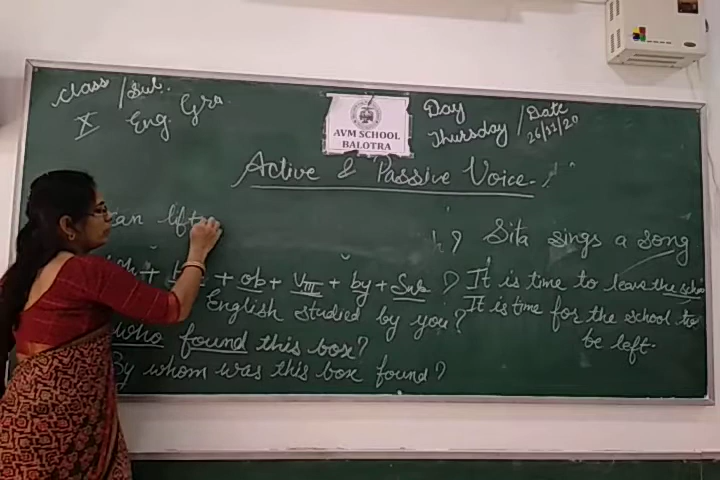 Class / Sub.
X Eng. Gra.
AVM SCHOOL
BALOTRA
Day / Date
Thursday 26/11/20
Active & Passive Voice
lift
Sita sings a song
+ + ob + VIII + by + Sub ?
It is time to leave the
English studied by you?
It is time for the school to
be left.
Who found this box?
By whom was this box found?